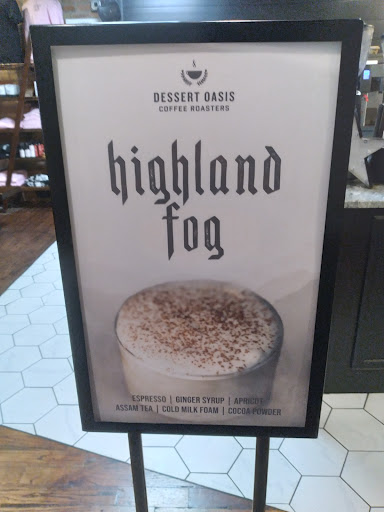 DESSERT OASIS
COFFEE ROASTERS
highland
fog
ESPRESSO | GINGER SYRUP | APRICOT
ASSAM TEA | COLD MILK FOAM | COCOA POWDER